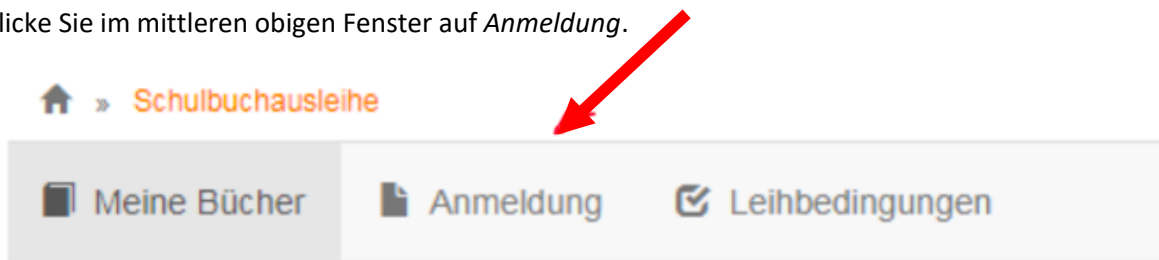 licke Sie im mittleren obigen Fenster auf Anmeldung.
» Schulbuchausleihe
Meine Bücher Anmeldung Leihbedingungen